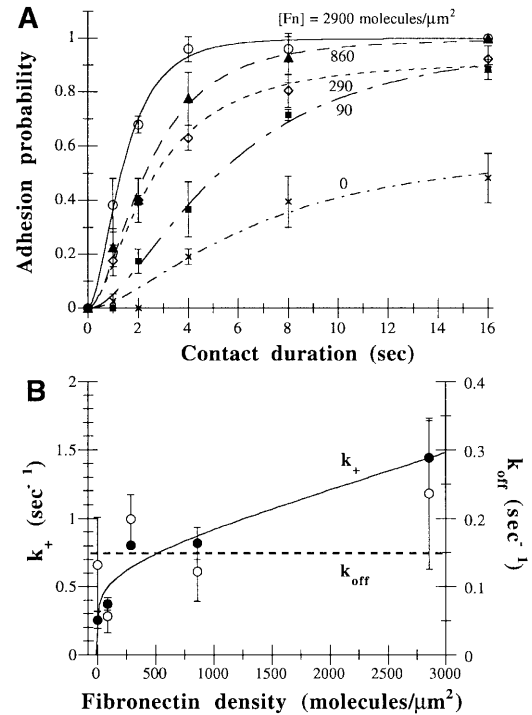 A
[Fn] = 2900 molecules/μm²
1
0.8
0.6
0.4
0.2
0
860
290
90
0
Adhesion probability
0 2 4 6 8 10 12 14 16
Contact duration (sec)
B
2
1.5
1
0.5
0
k₊ (sec⁻¹)
k₊
k_off
0.4
0.3
0.2
0.1
0
k_off (sec⁻¹)
0 500 1000 1500 2000 2500 3000
Fibronectin density (molecules/μm²)